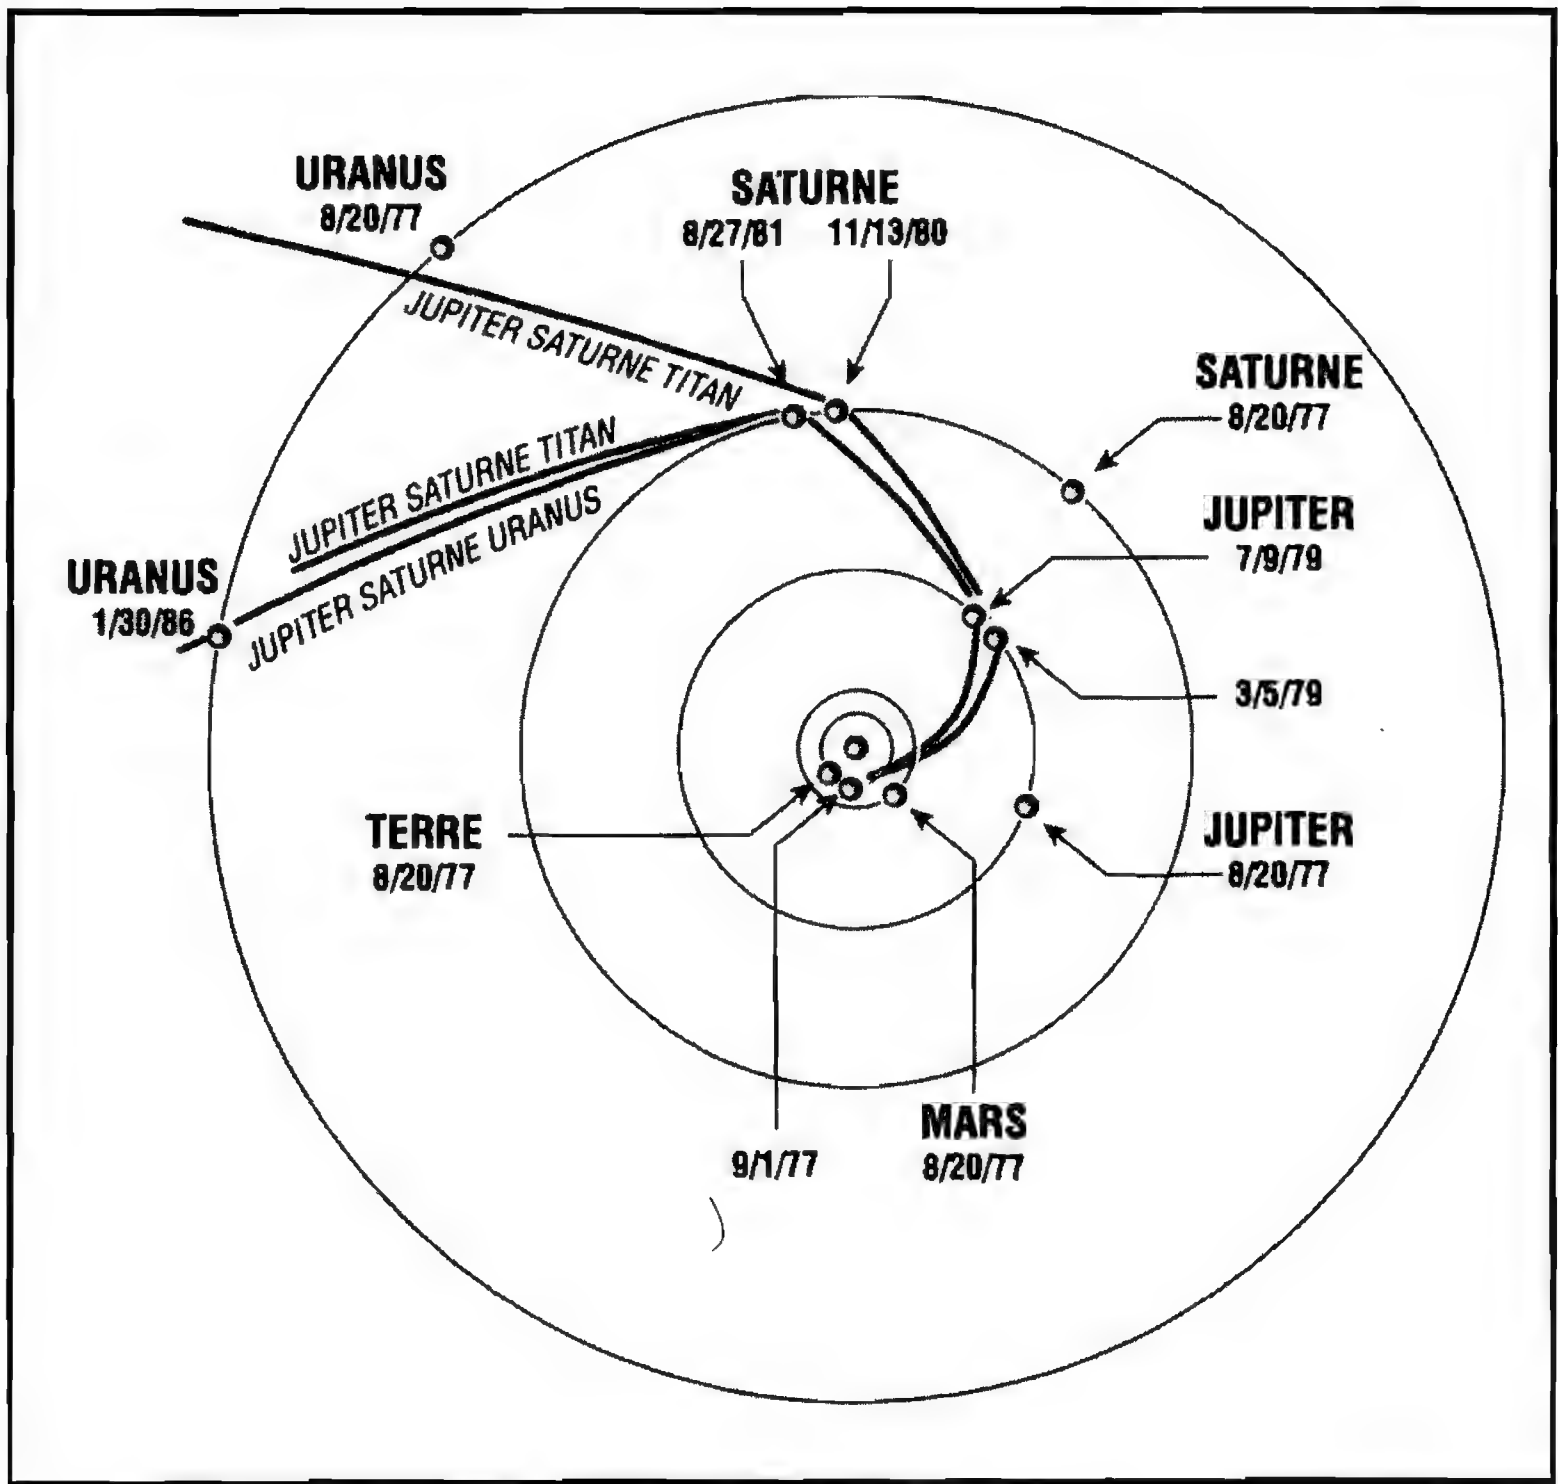 URANUS
8/20/77
SATURNE
8/27/81 11/13/80
JUPITER SATURNE TITAN
SATURNE
8/20/77
JUPITER SATURNE TITAN
JUPITER SATURNE URANUS
JUPITER
7/9/79
URANUS
1/30/86
3/5/79
TERRE
8/20/77
JUPITER
8/20/77
9/1/77
MARS
8/20/77